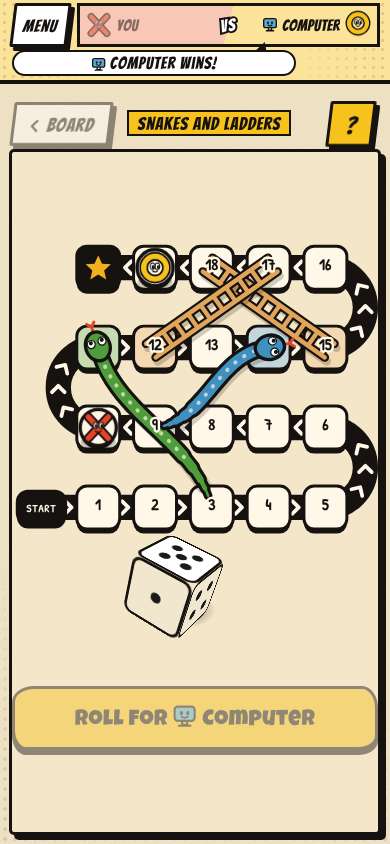 MENU
YOU
VS
COMPUTER
COMPUTER WINS!
BOARD
SNAKES AND LADDERS
?
18
17
16
12
13
15
9
8
7
6
START
1
2
3
4
5
ROLL FOR COMPUTER